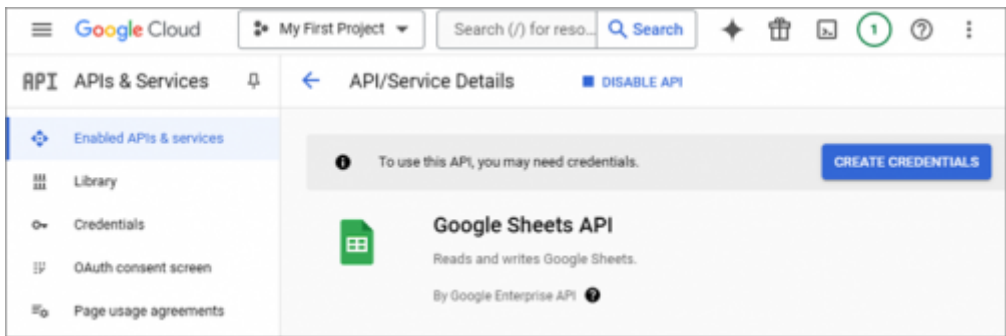 Google Cloud
My First Project
Search (/) for reso...
Search
1
API
APIs & Services
API/Service Details
DISABLE API
Enabled APIs & services
Library
Credentials
OAuth consent screen
Page usage agreements
To use this API, you may need credentials.
CREATE CREDENTIALS
Google Sheets API
Reads and writes Google Sheets.
By Google Enterprise API